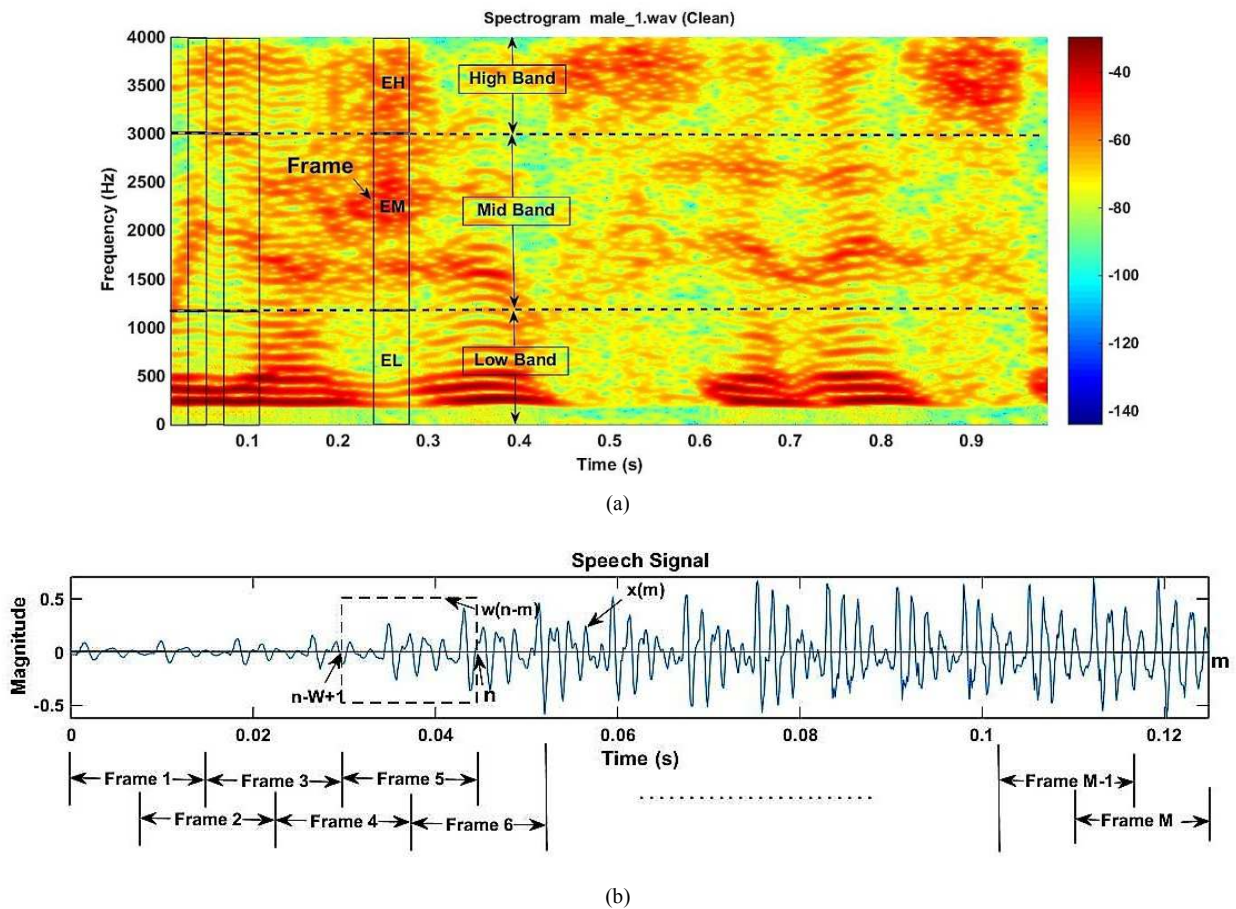 Spectrogram male_1.wav (Clean)
4000
3500
3000
2500
2000
1500
1000
500
0
Frequency (Hz)
EH
High Band
Frame
EM
Mid Band
EL
Low Band
-40
-60
-80
-100
-120
-140
0.1 0.2 0.3 0.4 0.5 0.6 0.7 0.8 0.9
Time (s)
(a)
Speech Signal
Magnitude
0.5
0
-0.5
w(n-m)
x(m)
n-W+1
n
m
0 0.02 0.04 0.06 0.08 0.1 0.12
Time (s)
Frame 1 Frame 3 Frame 5 Frame M-1
Frame 2 Frame 4 Frame 6 Frame M
(b)